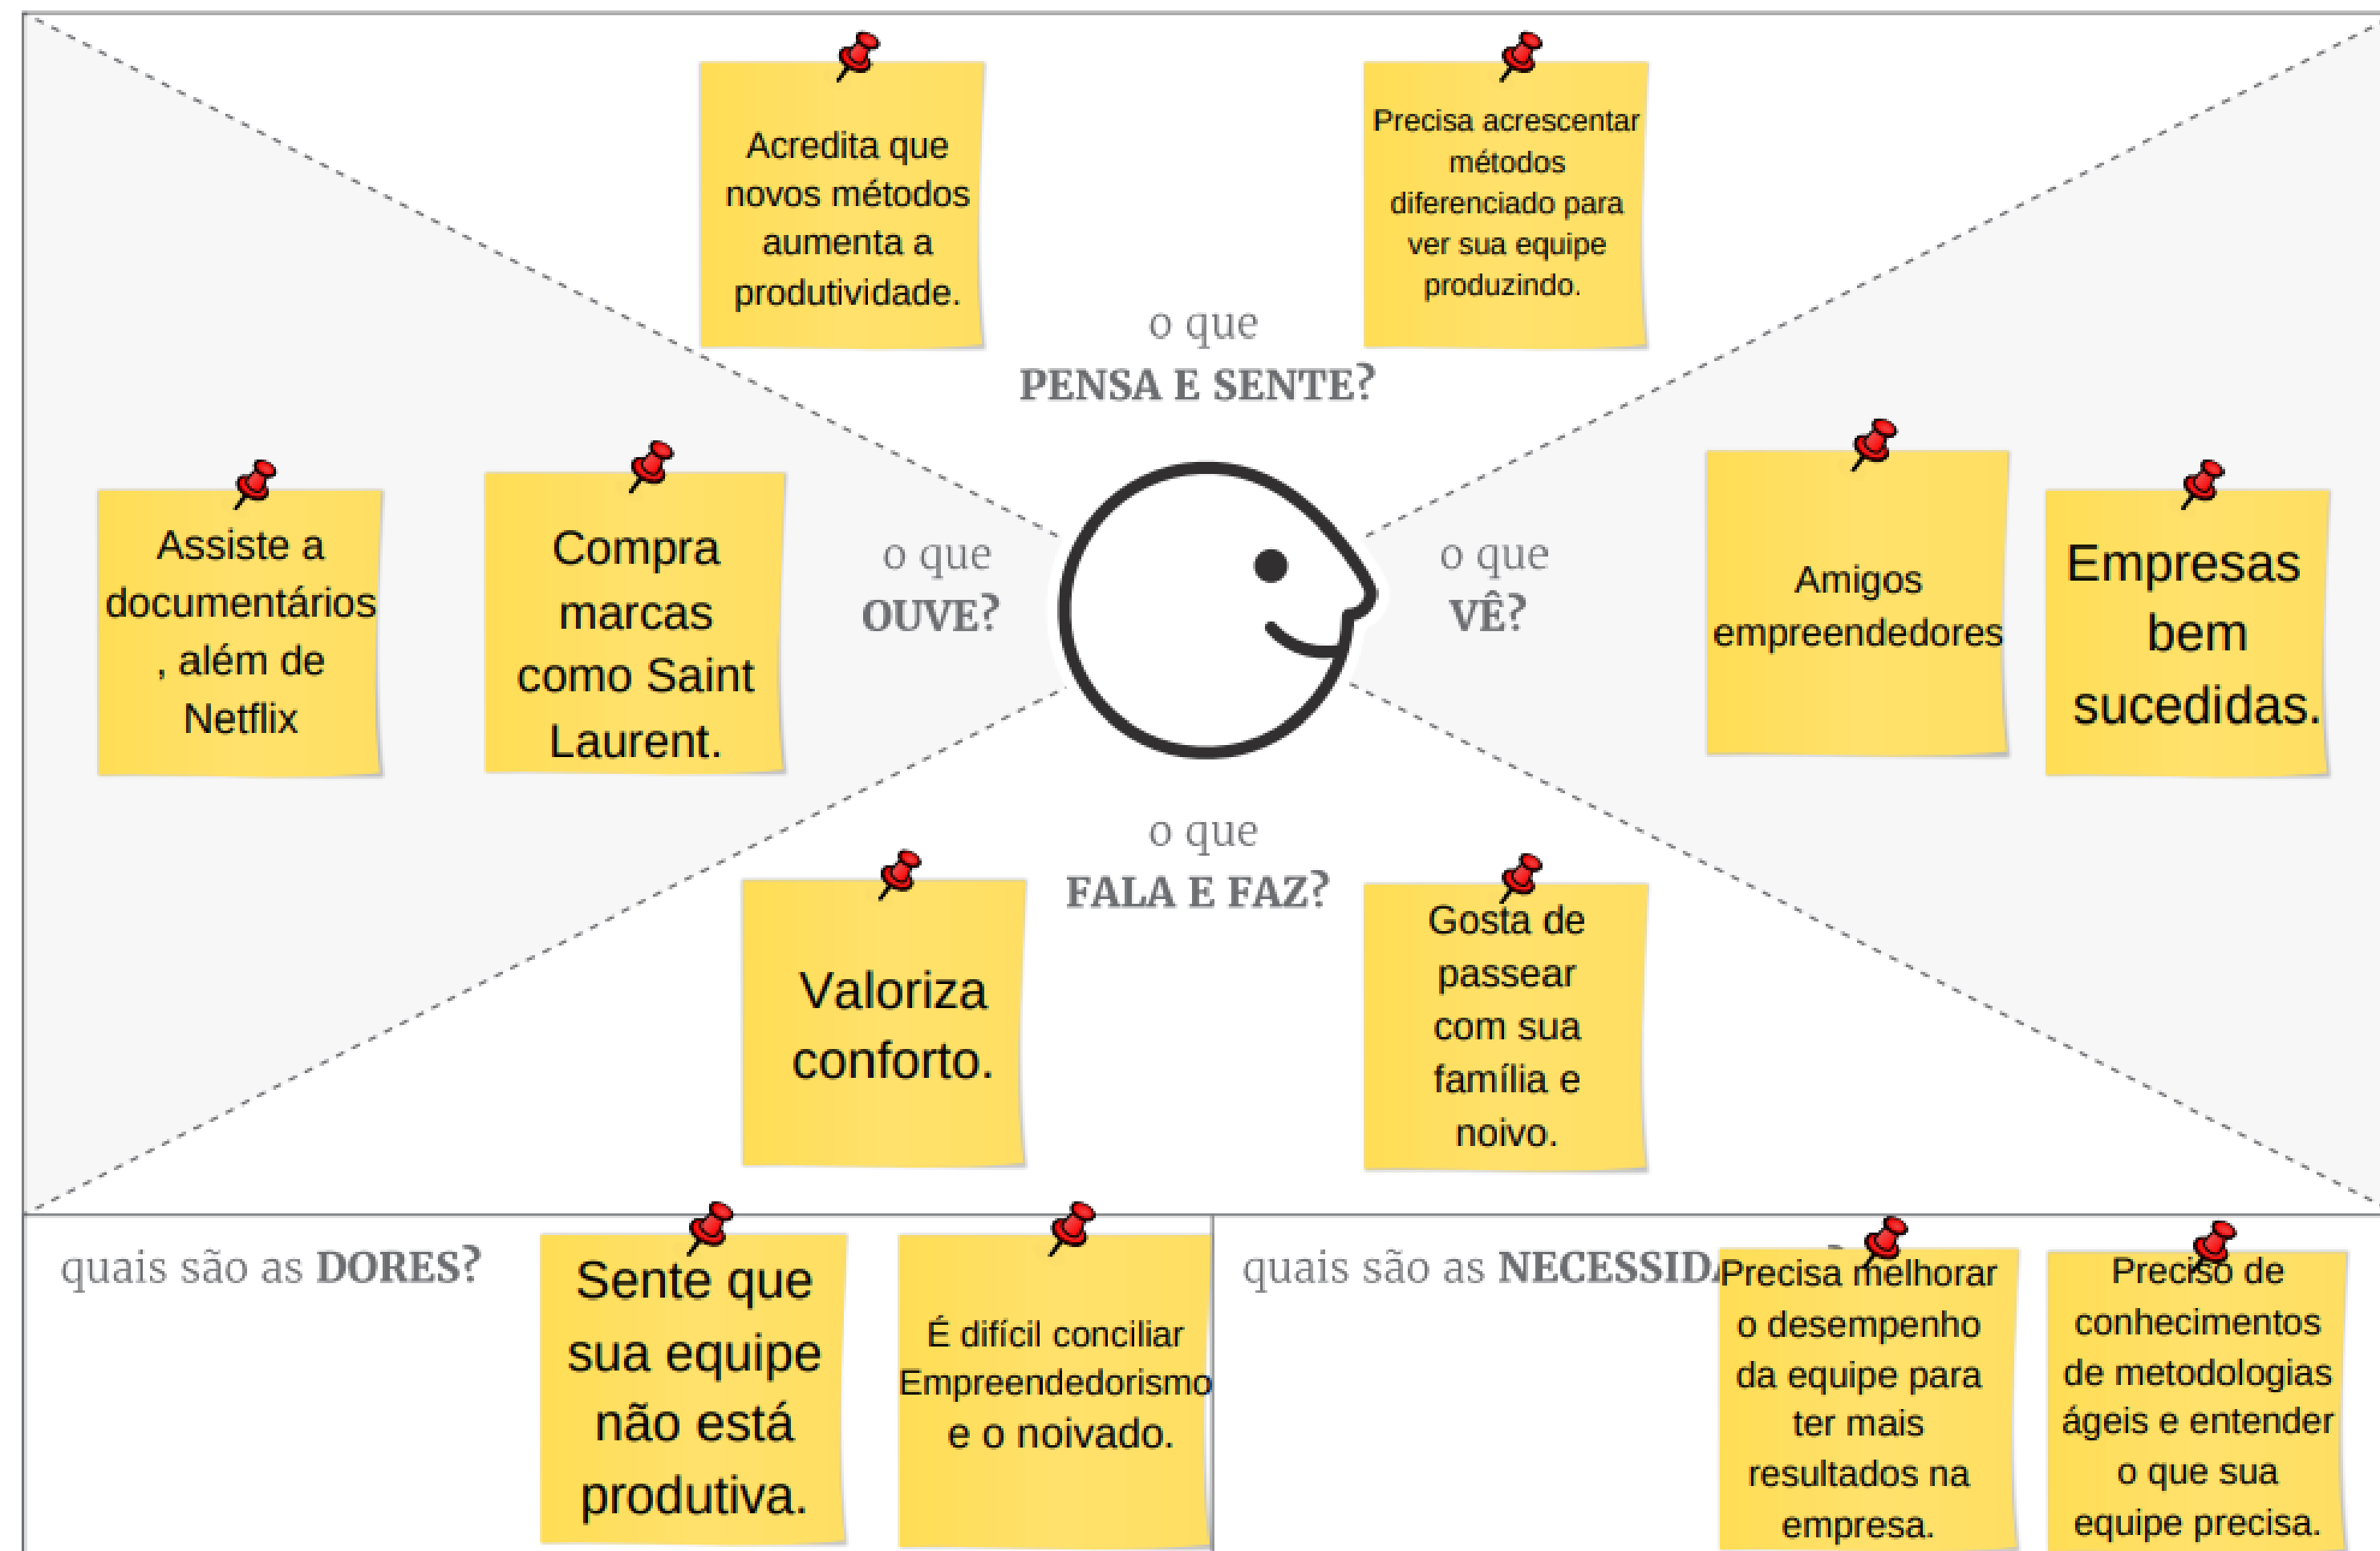 Acredita que
novos métodos
aumenta a
produtividade.
Precisa acrescentar
métodos
diferenciado para
ver sua equipe
produzindo.
o que
PENSA E SENTE?
Assiste a
documentários
, além de
Netflix
Compra
marcas
como Saint
Laurent.
o que
OUVE?
o que
VÊ?
Amigos
empreendedores
Empresas
bem
sucedidas.
o que
FALA E FAZ?
Valoriza
conforto.
Gosta de
passear
com sua
família e
noivo.
quais são as DORES?
Sente que
sua equipe
não está
produtiva.
É difícil conciliar
Empreendedorismo
e o noivado.
quais são as
Precisa melhorar
o desempenho
da equipe para
ter mais
resultados na
empresa.
Preciso de
conhecimentos
de metodologias
ágeis e entender
o que sua
equipe precisa.